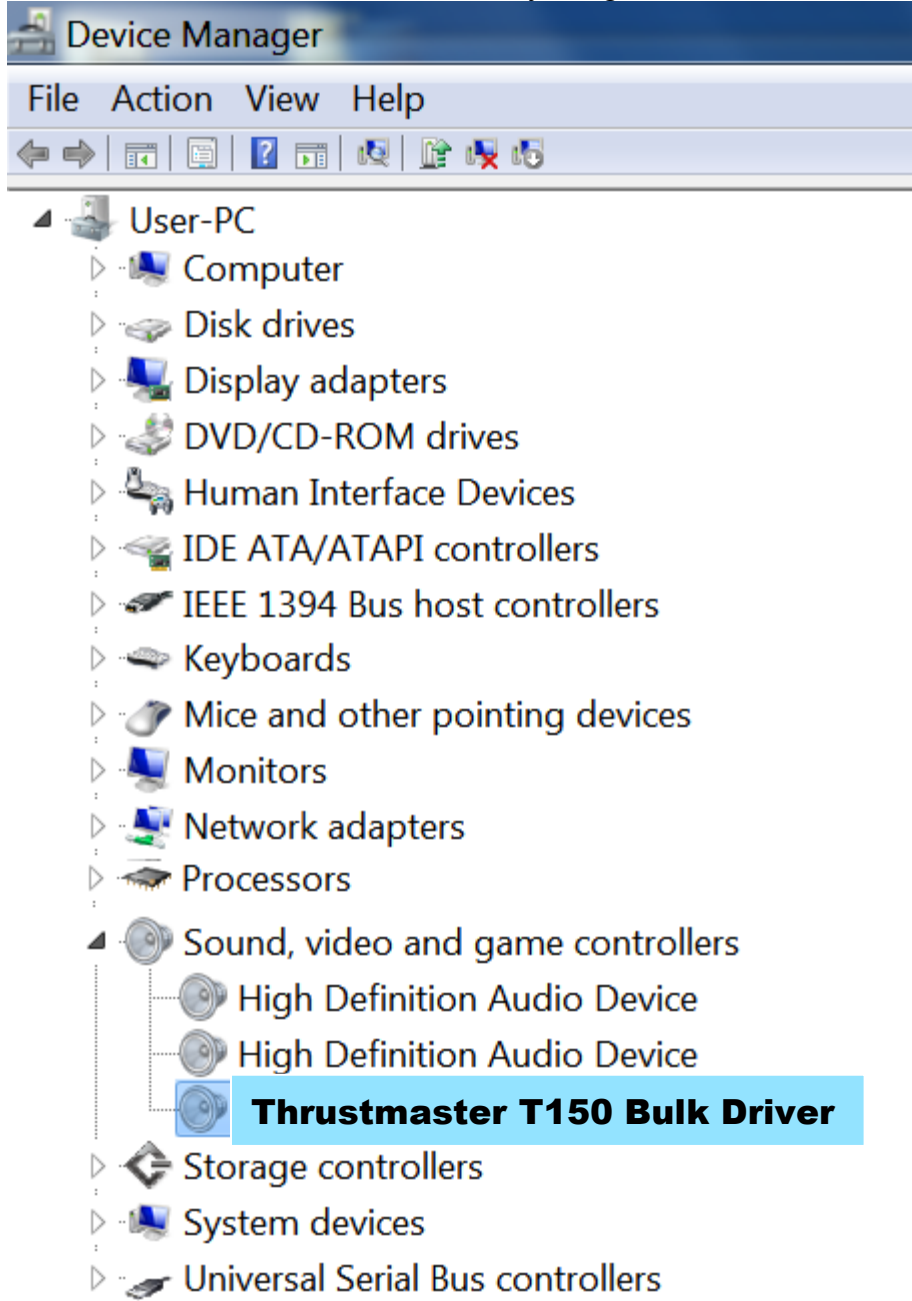 Device Manager
File Action View Help
User-PC
Computer
Disk drives
Display adapters
DVD/CD-ROM drives
Human Interface Devices
IDE ATA/ATAPI controllers
IEEE 1394 Bus host controllers
Keyboards
Mice and other pointing devices
Monitors
Network adapters
Processors
Sound, video and game controllers
High Definition Audio Device
High Definition Audio Device
Thrustmaster T150 Bulk Driver
Storage controllers
System devices
Universal Serial Bus controllers